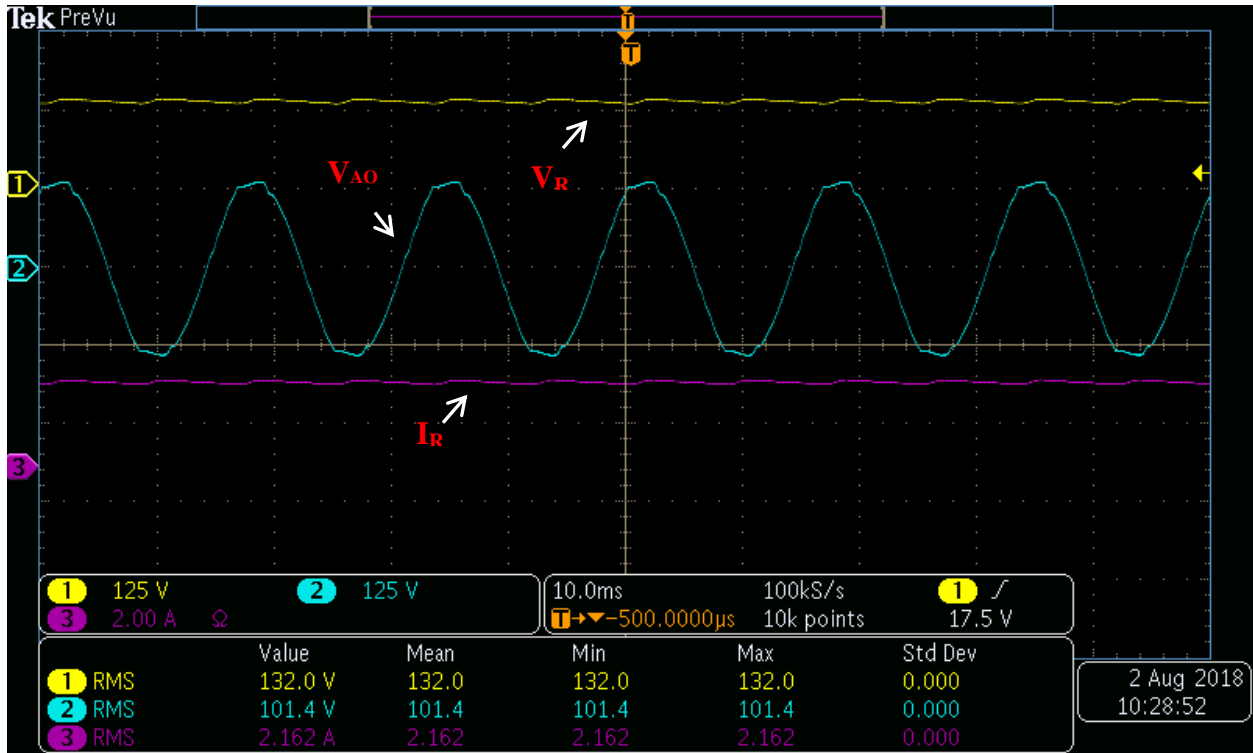 Tek PreVu
T
T
V_AO
V_R
1
2
I_R
3
1 125 V 2 125 V
3 2.00 A Ω
10.0ms 100kS/s 1
T→▼−500.0000µs 10k points 17.5 V
Value Mean Min Max Std Dev
1 RMS 132.0 V 132.0 132.0 132.0 0.000
2 RMS 101.4 V 101.4 101.4 101.4 0.000
3 RMS 2.162 A 2.162 2.162 2.162 0.000
2 Aug 2018
10:28:52